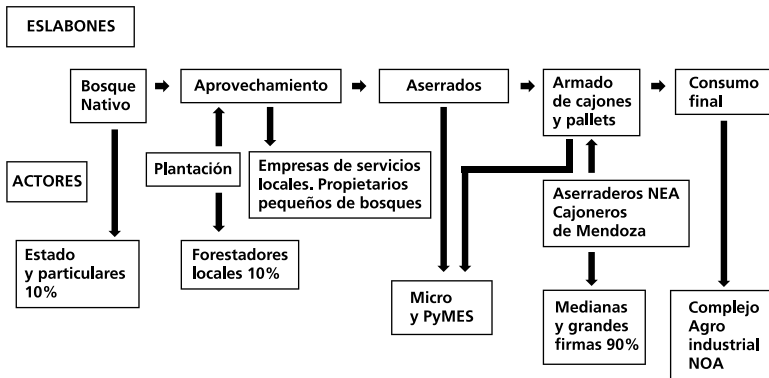 ESLABONES
Bosque
Nativo
Aprovechamiento
Aserrados
Armado
de cajones
y pallets
Consumo
final
ACTORES
Plantación
Empresas de servicios
locales. Propietarios
pequeños de bosques
Aserraderos NEA
Cajoneros
de Mendoza
Estado
y particulares
10%
Forestadores
locales 10%
Micro
y PyMES
Medianas
y grandes
firmas 90%
Complejo
Agro
industrial
NOA